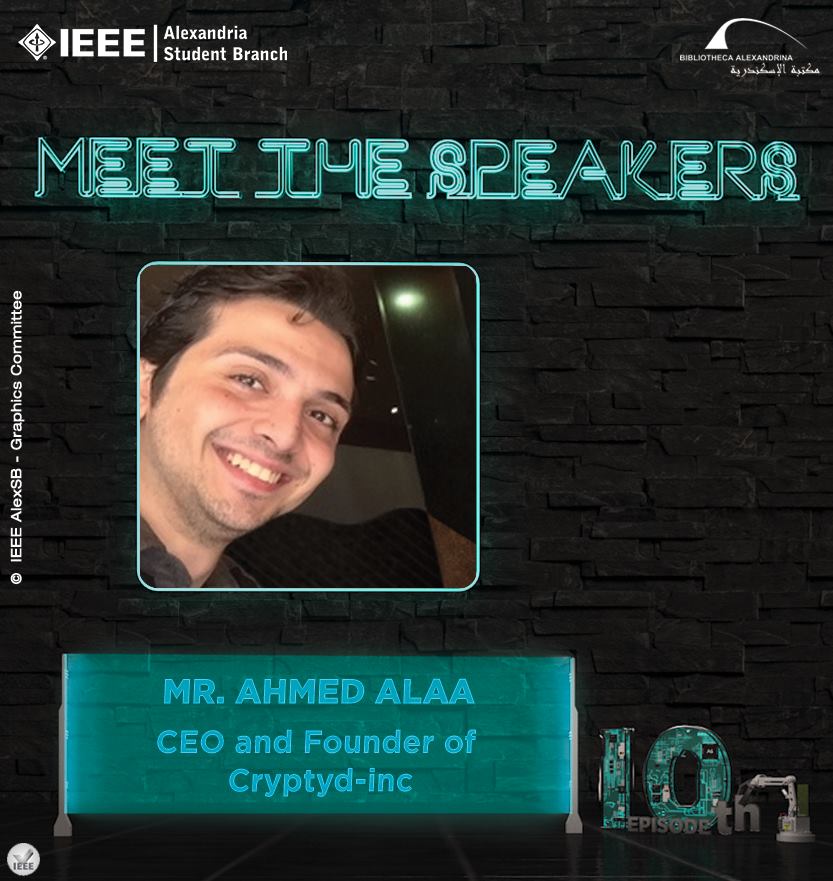 IEEE
Alexandria
Student Branch
BIBLIOTHECA ALEXANDRINA
مكتبة الإسكندرية
MEET THE SPEAKERS
© IEEE AlexSB - Graphics Committee
MR. AHMED ALAA
CEO and Founder of
Cryptyd-inc
10th
EPISODE
IEEE